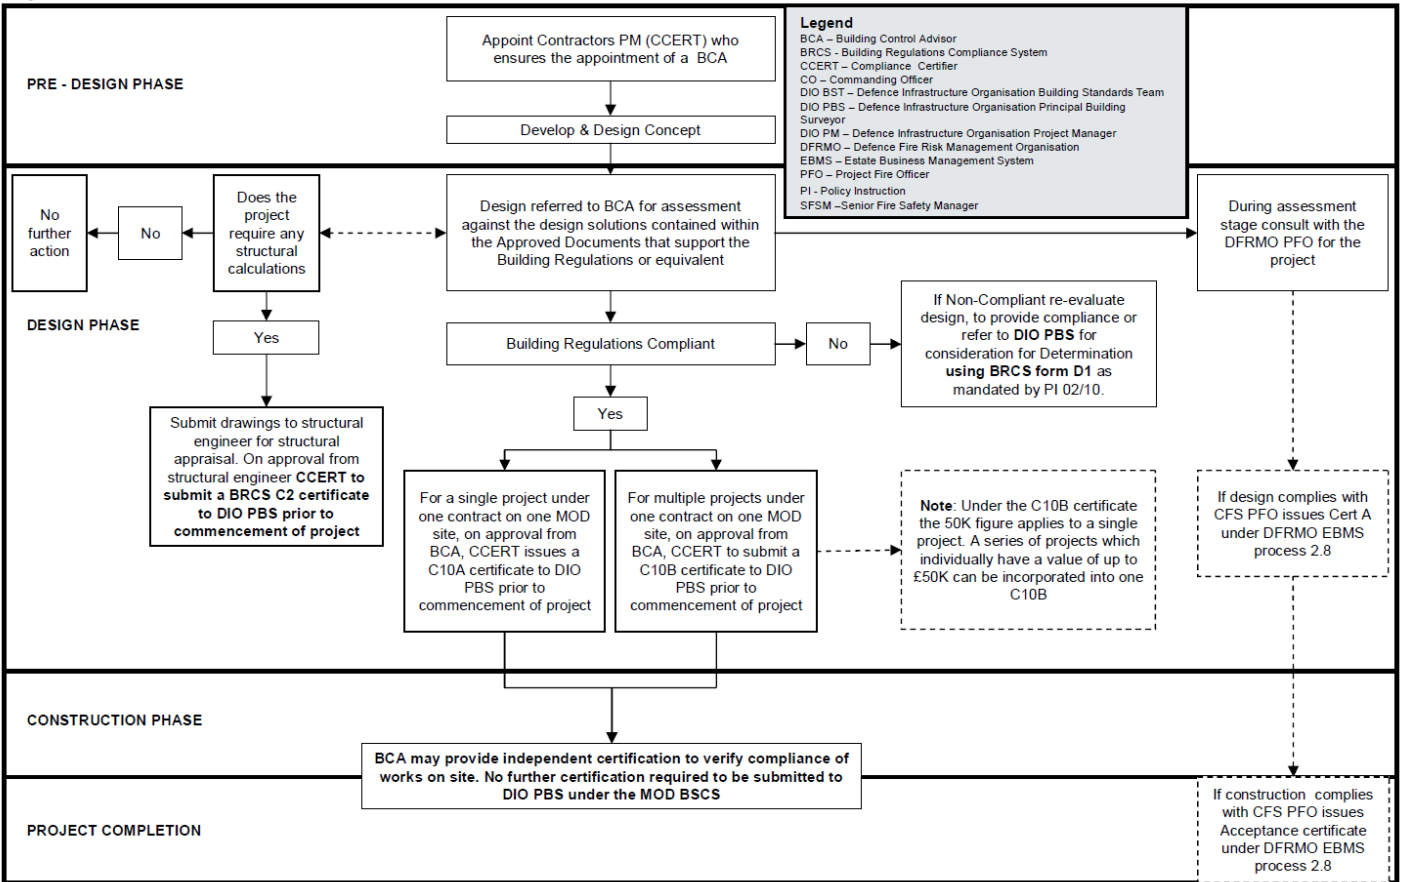 Appoint Contractors PM (CCERT) who
ensures the appointment of a BCA
PRE - DESIGN PHASE
Develop & Design Concept
Legend
BCA – Building Control Advisor
BRCS - Building Regulations Compliance System
CCERT – Compliance Certifier
CO – Commanding Officer
DIO BST – Defence Infrastructure Organisation Building Standards Team
DIO PBS – Defence Infrastructure Organisation Principal Building
Surveyor
DIO PM – Defence Infrastructure Organisation Project Manager
DFRMO – Defence Fire Risk Management Organisation
EBMS – Estate Business Management System
PFO – Project Fire Officer
PI - Policy Instruction
SFSM –Senior Fire Safety Manager
No
further
action
No
Does the
project
require any
structural
calculations
Design referred to BCA for assessment
against the design solutions contained within
the Approved Documents that support the
Building Regulations or equivalent
During assessment
stage consult with the
DFRMO PFO for the
project
DESIGN PHASE
Yes
Building Regulations Compliant
No
If Non-Compliant re-evaluate
design, to provide compliance or
refer to DIO PBS for
consideration for Determination
using BRCS form D1 as
mandated by PI 02/10.
Yes
Submit drawings to structural
engineer for structural
appraisal. On approval from
structural engineer CCERT to
submit a BRCS C2 certificate
to DIO PBS prior to
commencement of project
For a single project under
one contract on one MOD
site, on approval from
BCA, CCERT issues a
C10A certificate to DIO
PBS prior to
commencement of project
For multiple projects under
one contract on one MOD
site, on approval from
BCA, CCERT to submit a
C10B certificate to DIO
PBS prior to
commencement of project
Note: Under the C10B certificate
the 50K figure applies to a single
project. A series of projects which
individually have a value of up to
£50K can be incorporated into one
C10B
If design complies with
CFS PFO issues Cert A
under DFRMO EBMS
process 2.8
CONSTRUCTION PHASE
BCA may provide independent certification to verify compliance of
works on site. No further certification required to be submitted to
DIO PBS under the MOD BSCS
PROJECT COMPLETION
If construction complies
with CFS PFO issues
Acceptance certificate
under DFRMO EBMS
process 2.8